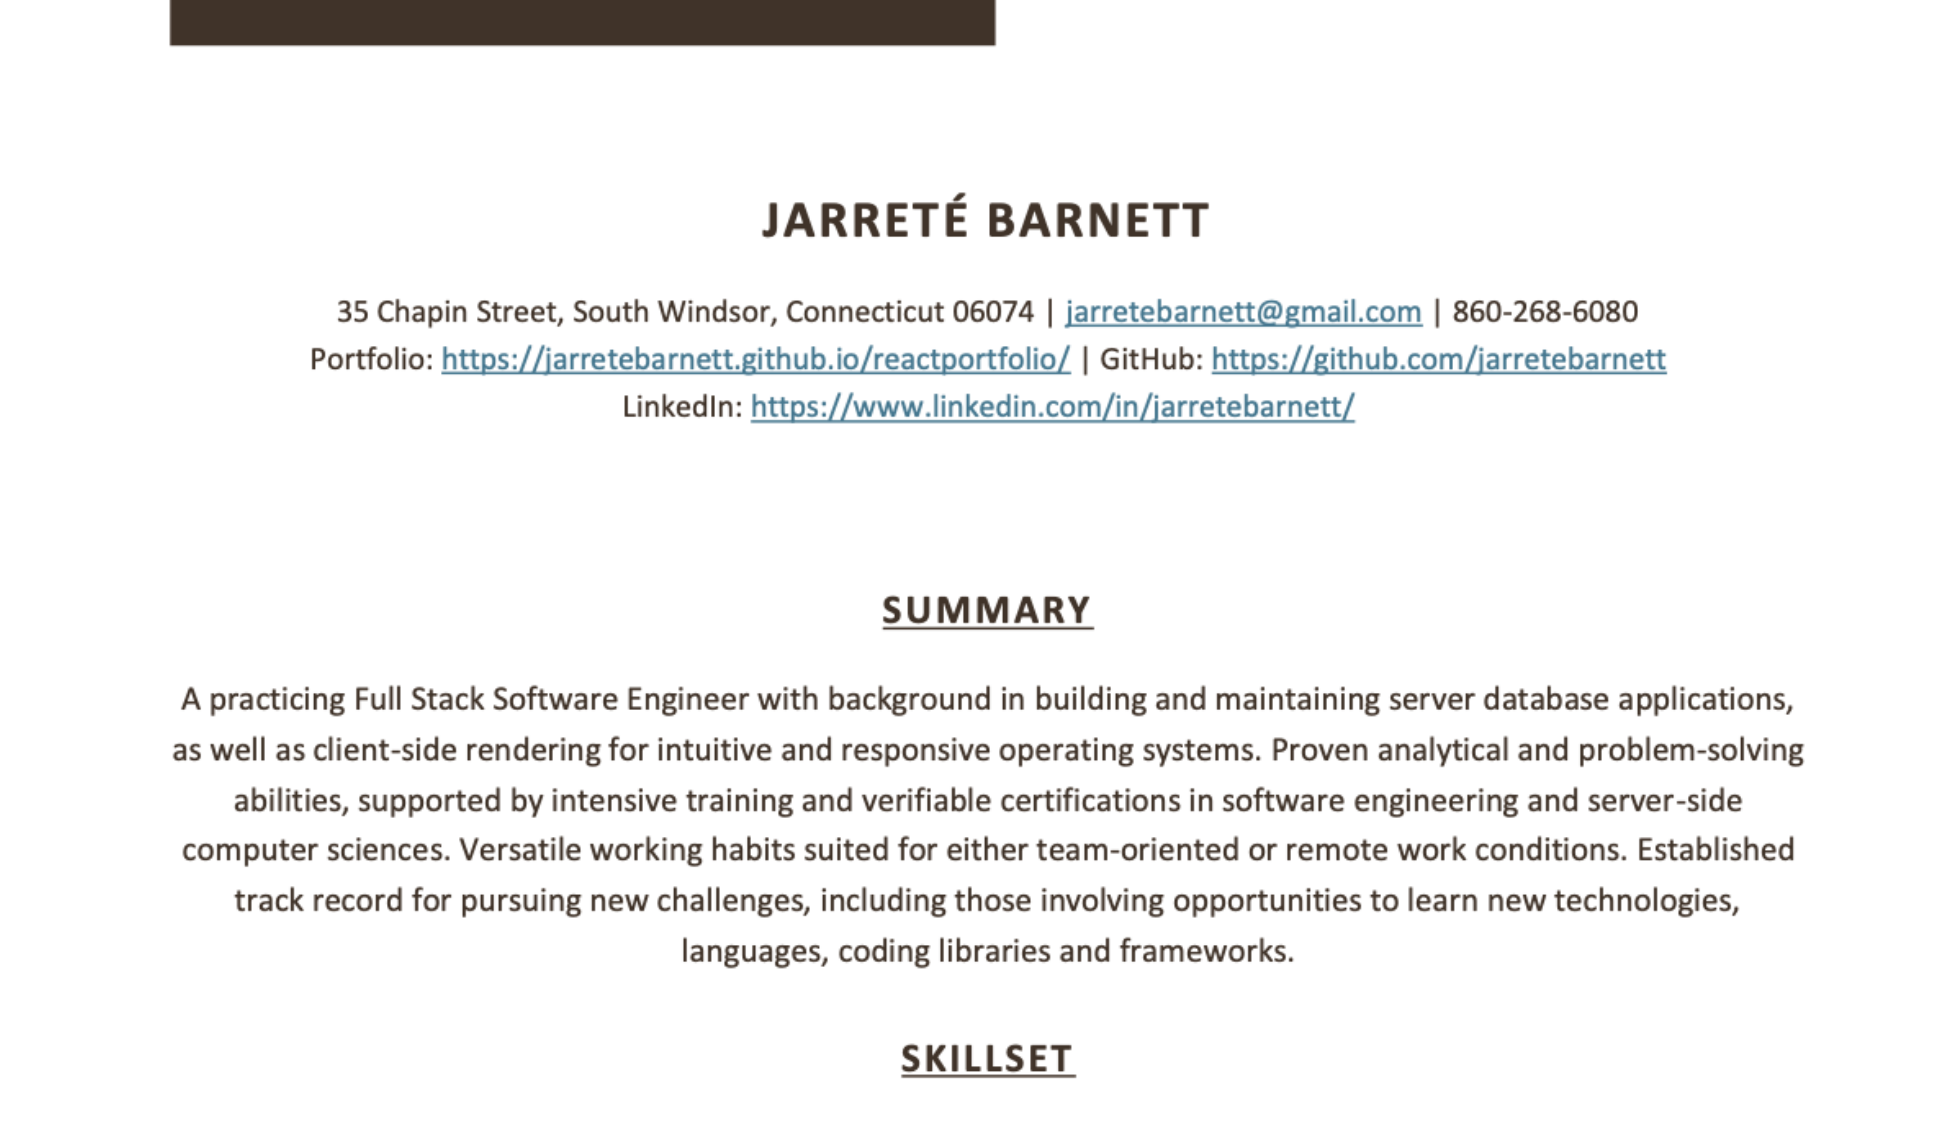 JARRETÉ BARNETT
35 Chapin Street, South Windsor, Connecticut 06074 | jarretebarnett@gmail.com | 860-268-6080
Portfolio: https://jarretebarnett.github.io/reactportfolio/ | GitHub: https://github.com/jarretebarnett
LinkedIn: https://www.linkedin.com/in/jarretebarnett/
SUMMARY
A practicing Full Stack Software Engineer with background in building and maintaining server database applications,
as well as client-side rendering for intuitive and responsive operating systems. Proven analytical and problem-solving
abilities, supported by intensive training and verifiable certifications in software engineering and server-side
computer sciences. Versatile working habits suited for either team-oriented or remote work conditions. Established
track record for pursuing new challenges, including those involving opportunities to learn new technologies,
languages, coding libraries and frameworks.
SKILLSET